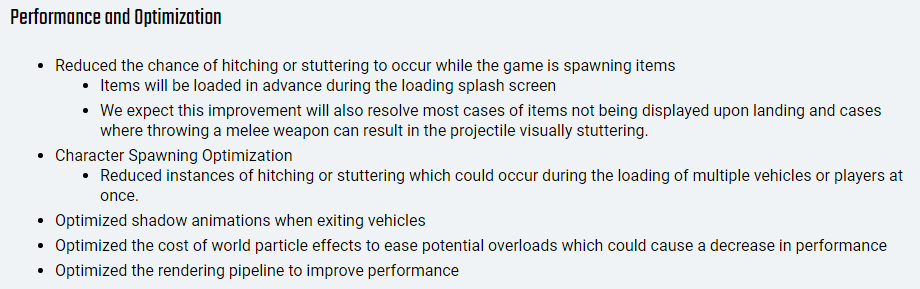 Performance and Optimization
• Reduced the chance of hitching or stuttering to occur while the game is spawning items
• Items will be loaded in advance during the loading splash screen
• We expect this improvement will also resolve most cases of items not being displayed upon landing and cases
where throwing a melee weapon can result in the projectile visually stuttering.
• Character Spawning Optimization
• Reduced instances of hitching or stuttering which could occur during the loading of multiple vehicles or players at
once.
• Optimized shadow animations when exiting vehicles
• Optimized the cost of world particle effects to ease potential overloads which could cause a decrease in performance
• Optimized the rendering pipeline to improve performance